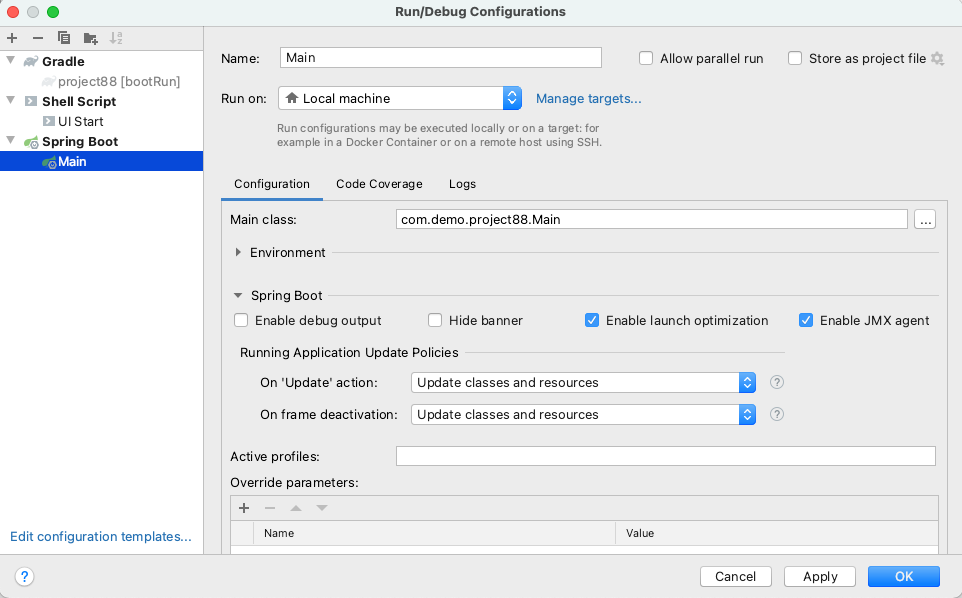 Run/Debug Configurations
Gradle
project88 [bootRun]
Shell Script
UI Start
Spring Boot
Main
Edit configuration templates...
Name: Main
Allow parallel run
Store as project file
Run on: Local machine
Manage targets...
Run configurations may be executed locally or on a target: for
example in a Docker Container or on a remote host using SSH.
Configuration Code Coverage Logs
Main class: com.demo.project88.Main ...
Environment
Spring Boot
Enable debug output Hide banner Enable launch optimization Enable JMX agent
Running Application Update Policies
On 'Update' action: Update classes and resources ?
On frame deactivation: Update classes and resources ?
Active profiles:
Override parameters:
Name Value
? Cancel Apply OK